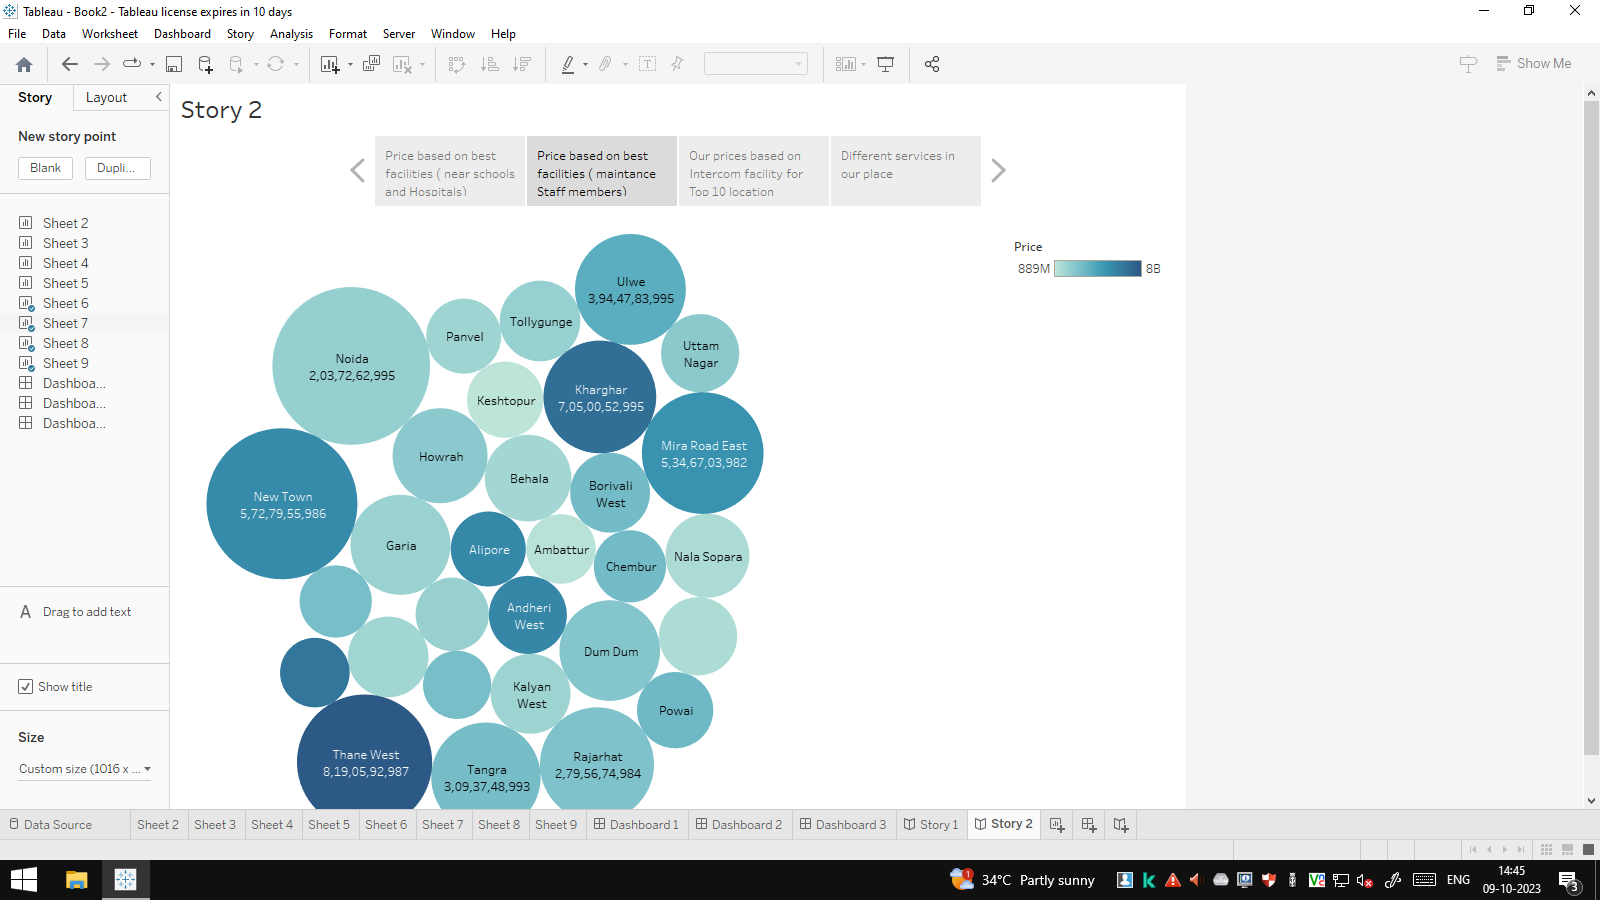 Tableau - Book2 - Tableau license expires in 10 days
File Data Worksheet Dashboard Story Analysis Format Server Window Help
Show Me
Story Layout
New story point
Blank Dupli...
Sheet 2
Sheet 3
Sheet 4
Sheet 5
Sheet 6
Sheet 7
Sheet 8
Sheet 9
Dashboa...
Dashboa...
Dashboa...
A Drag to add text
Show title
Size
Custom size (1016 x ...
Story 2
Price based on best
facilities ( near schools
and Hospitals)
Price based on best
facilities ( maintance
Staff members)
Our prices based on
Intercom facility for
Top 10 location
Different services in
our place
Price
889M 8B
Ulwe
3,94,47,83,995
Tollygunge
Panvel
Uttam
Nagar
Noida
2,03,72,62,995
Kharghar
7,05,00,52,995
Keshtopur
Mira Road East
5,34,67,03,982
Howrah
Behala
Borivali
West
New Town
5,72,79,55,986
Garia
Alipore
Ambattur
Chembur
Nala Sopara
Andheri
West
Dum Dum
Kalyan
West
Powai
Thane West
8,19,05,92,987
Tangra
3,09,37,48,993
Rajarhat
2,79,56,74,984
Data Source Sheet 2 Sheet 3 Sheet 4 Sheet 5 Sheet 6 Sheet 7 Sheet 8 Sheet 9 Dashboard 1 Dashboard 2 Dashboard 3 Story 1 Story 2
1 34°C Partly sunny ENG
14:45
09-10-2023
3